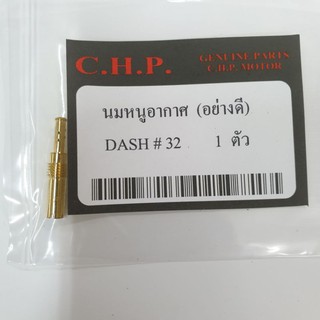 C.H.P.
GENUINE PARTS
C.H.P. MOTOR
นมหนูอากาศ (อย่างดี)
DASH # 32 1 ตัว